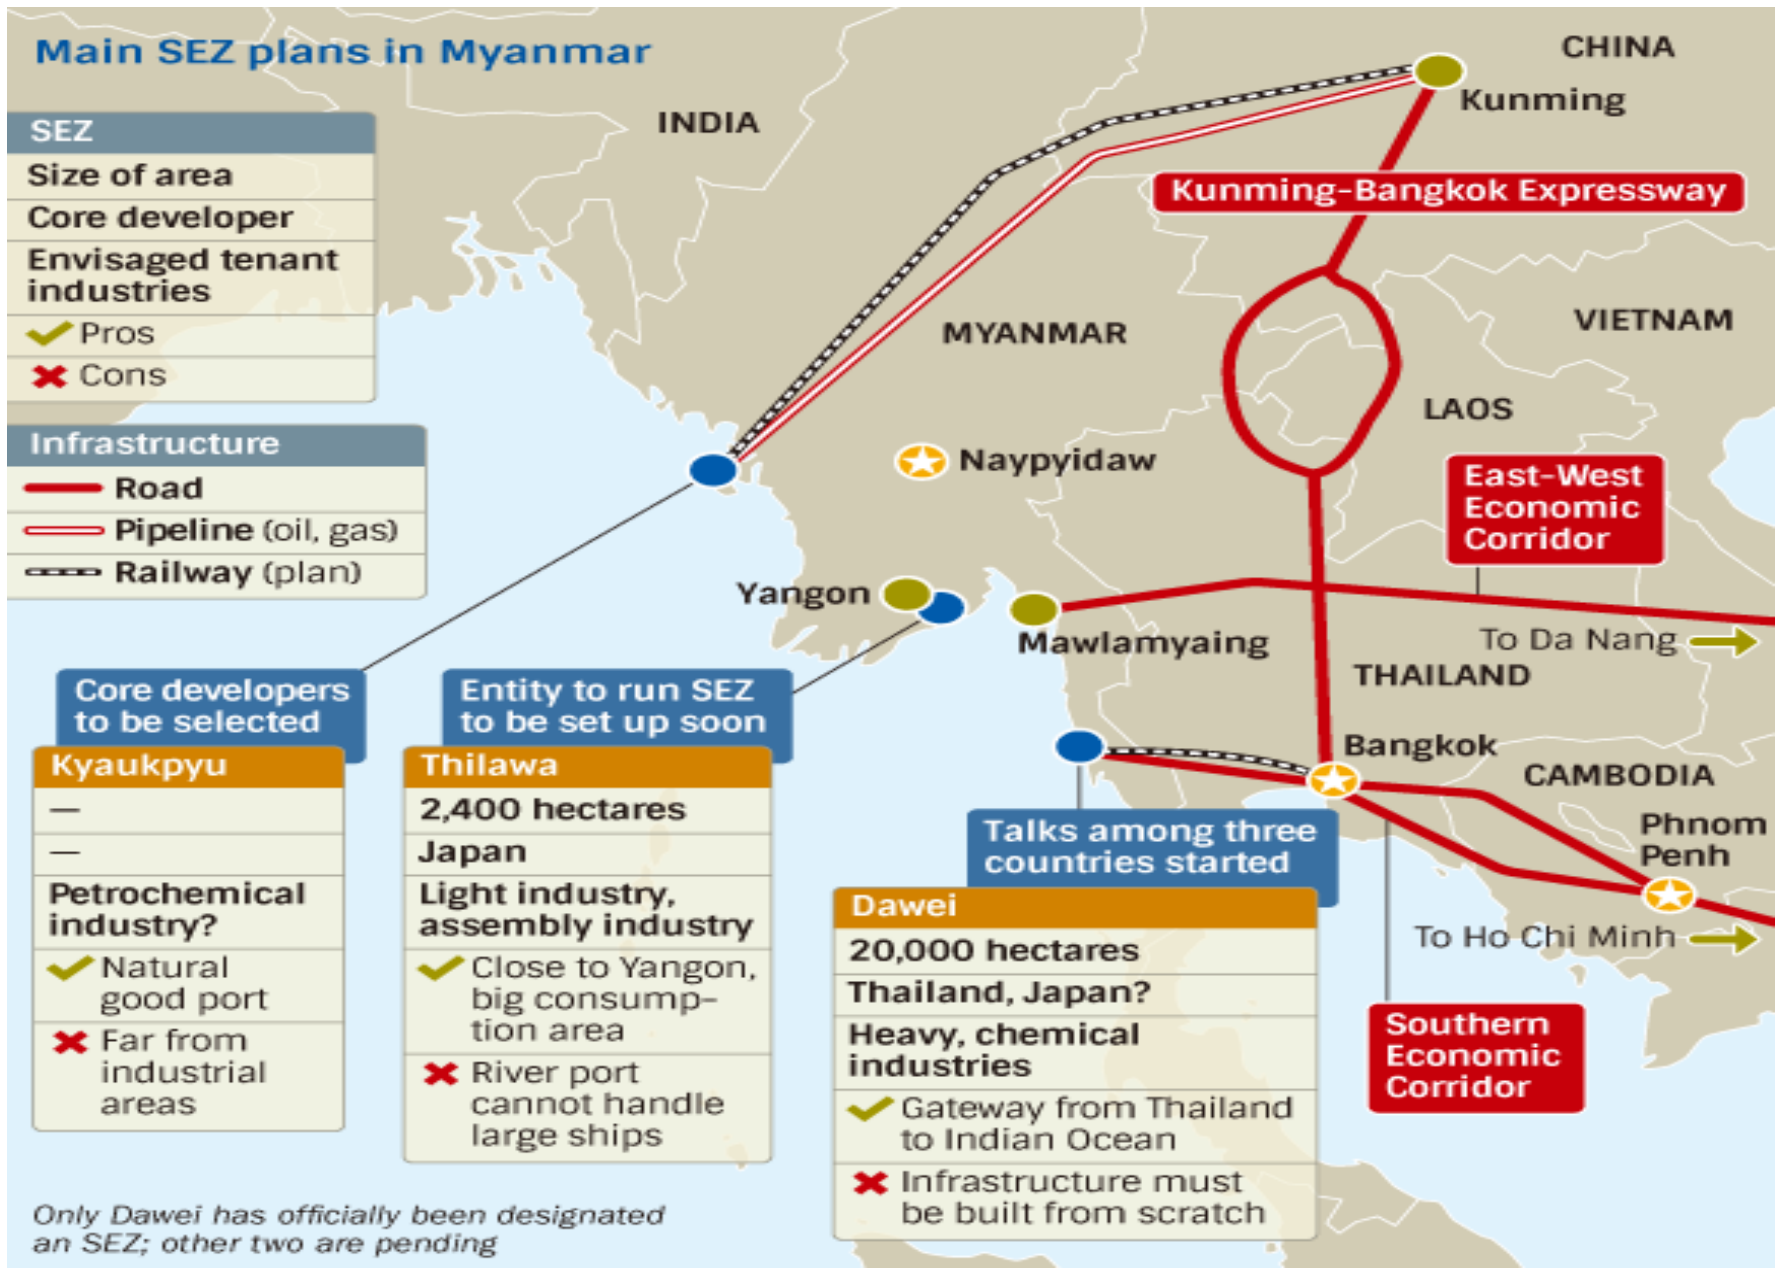 Main SEZ plans in Myanmar
SEZ
Size of area
Core developer
Envisaged tenant
industries
Pros
Cons
Infrastructure
Road
Pipeline (oil, gas)
Railway (plan)
CHINA
Kunming
INDIA
Kunming-Bangkok Expressway
MYANMAR
VIETNAM
LAOS
Naypyidaw
East-West
Economic
Corridor
Yangon
Mawlamyaing
To Da Nang
THAILAND
Bangkok
CAMBODIA
Phnom
Penh
To Ho Chi Minh
Southern
Economic
Corridor
Core developers
to be selected
Kyaukpyu
—
—
Petrochemical
industry?
Natural
good port
Far from
industrial
areas
Entity to run SEZ
to be set up soon
Thilawa
2,400 hectares
Japan
Light industry,
assembly industry
Close to Yangon,
big consump-
tion area
River port
cannot handle
large ships
Talks among three
countries started
Dawei
20,000 hectares
Thailand, Japan?
Heavy, chemical
industries
Gateway from Thailand
to Indian Ocean
Infrastructure must
be built from scratch
Only Dawei has officially been designated
an SEZ; other two are pending